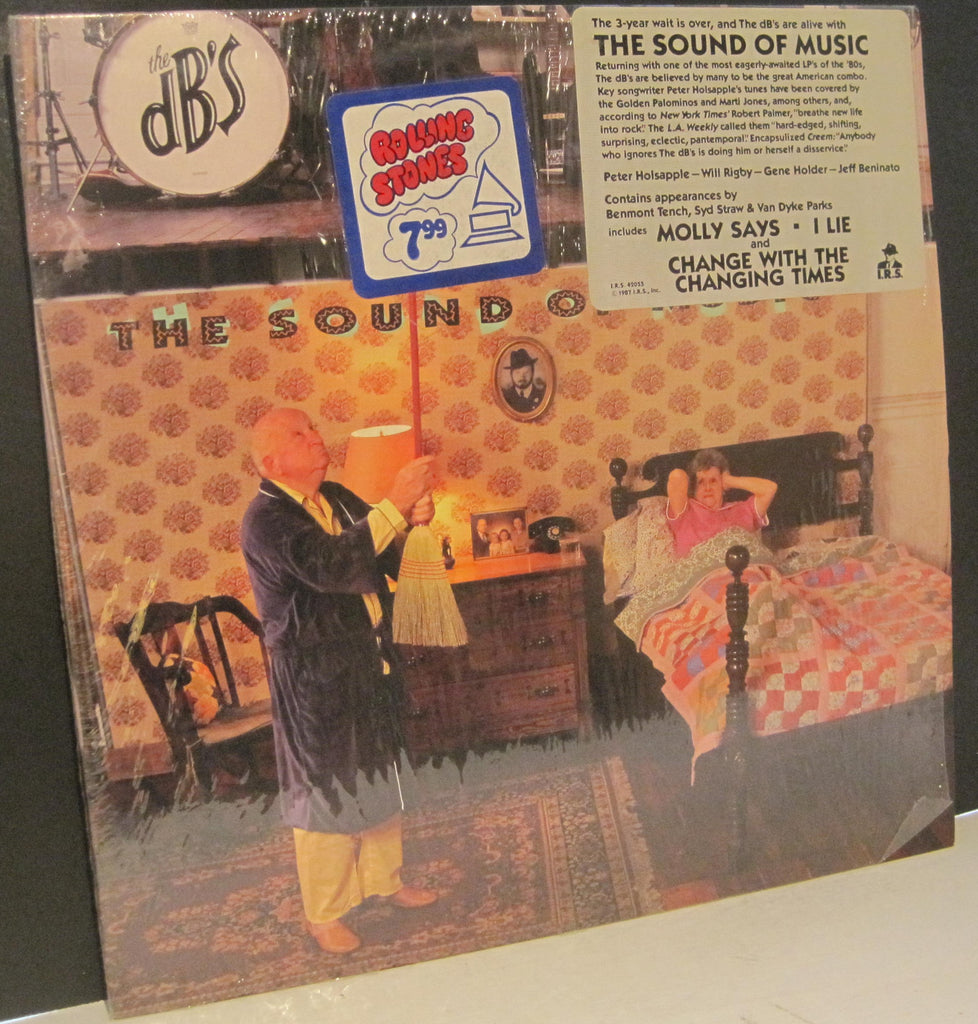 the
dB's
ROLLING
STONES
7.99
The 3-year wait is over, and The dB's are alive with
THE SOUND OF MUSIC
Returning with one of the most eagerly-awaited LP's of the '80s,
The dB's are believed by many to be the great American combo.
Key songwriter Peter Holsapple's tunes have been covered by
the Golden Palominos and Marti Jones, among others, and,
according to New York Times' Robert Palmer, "breathe new life
into rock." The L.A. Weekly called them "hard-edged, shifting,
surprising, eclectic, pantemporal." Encapsulized Creem: "Anybody
who ignores The dB's is doing him or herself a disservice."
Peter Holsapple – Will Rigby – Gene Holder – Jeff Beninato
Contains appearances by
Benmont Tench, Syd Straw & Van Dyke Parks
includes MOLLY SAYS · I LIE
and
CHANGE WITH THE
CHANGING TIMES
I.R.S. 42055
© 1987 I.R.S., Inc.
I.R.S.
THE SOUND